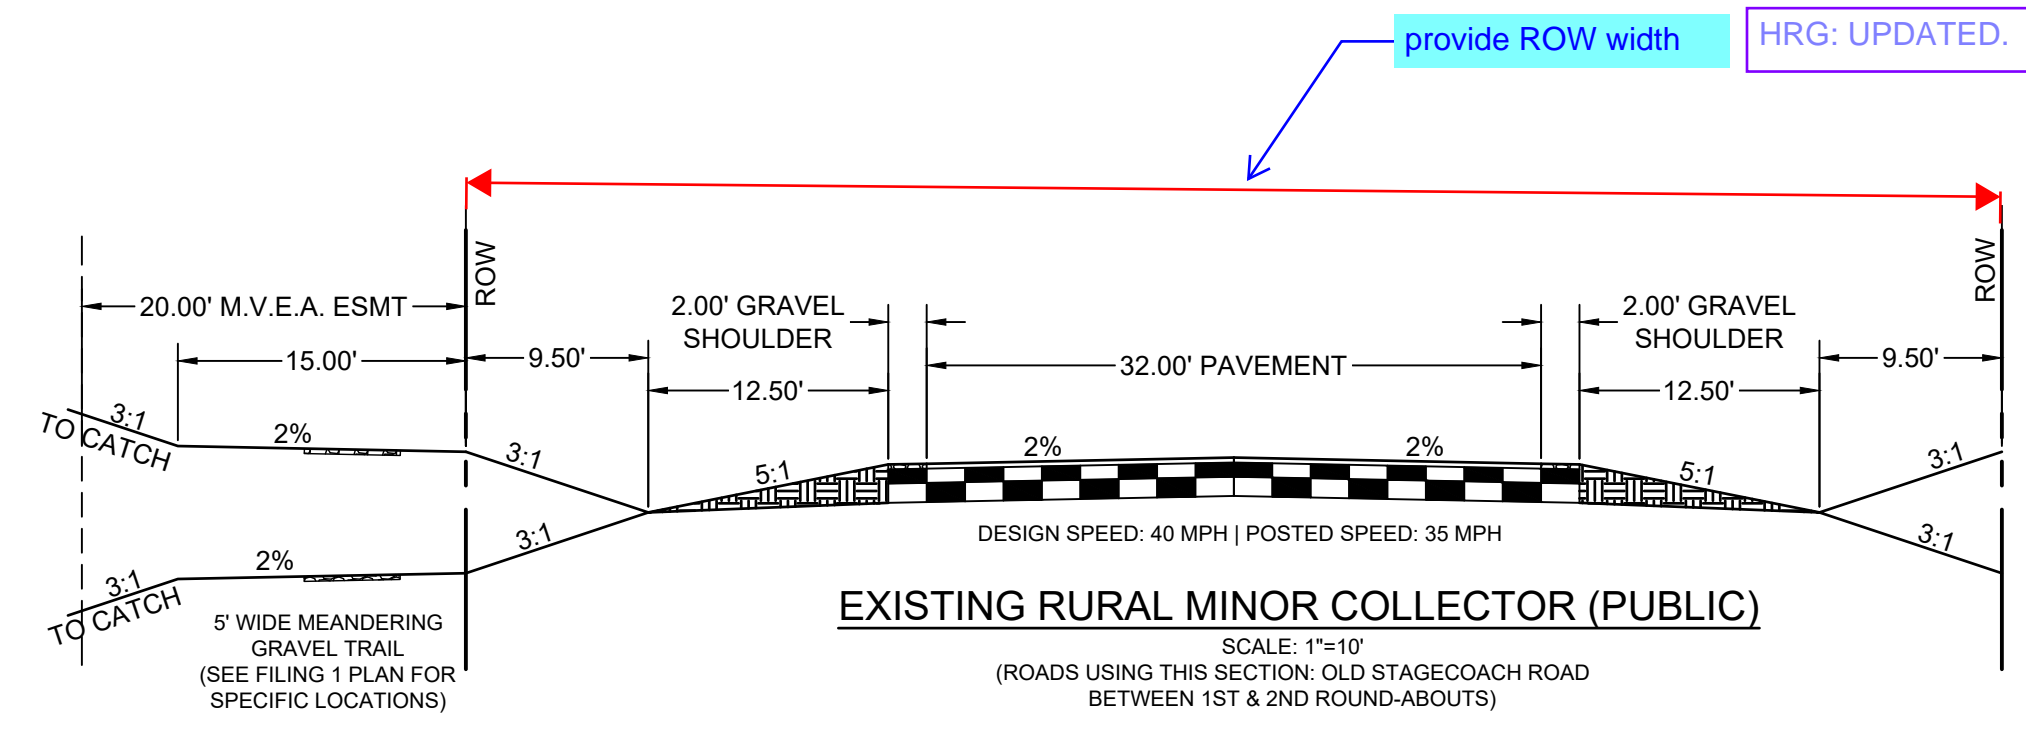 provide ROW width
HRG: UPDATED.
ROW
ROW
20.00' M.V.E.A. ESMT
2.00' GRAVEL
SHOULDER
2.00' GRAVEL
SHOULDER
15.00'
9.50'
32.00' PAVEMENT
9.50'
12.50'
12.50'
3:1
TO CATCH
2%
3:1
5:1
2%
2%
5:1
3:1
3:1
3:1
DESIGN SPEED: 40 MPH | POSTED SPEED: 35 MPH
2%
3:1
TO CATCH
5' WIDE MEANDERING
GRAVEL TRAIL
(SEE FILING 1 PLAN FOR
SPECIFIC LOCATIONS)
EXISTING RURAL MINOR COLLECTOR (PUBLIC)
SCALE: 1"=10'
(ROADS USING THIS SECTION: OLD STAGECOACH ROAD
BETWEEN 1ST & 2ND ROUND-ABOUTS)